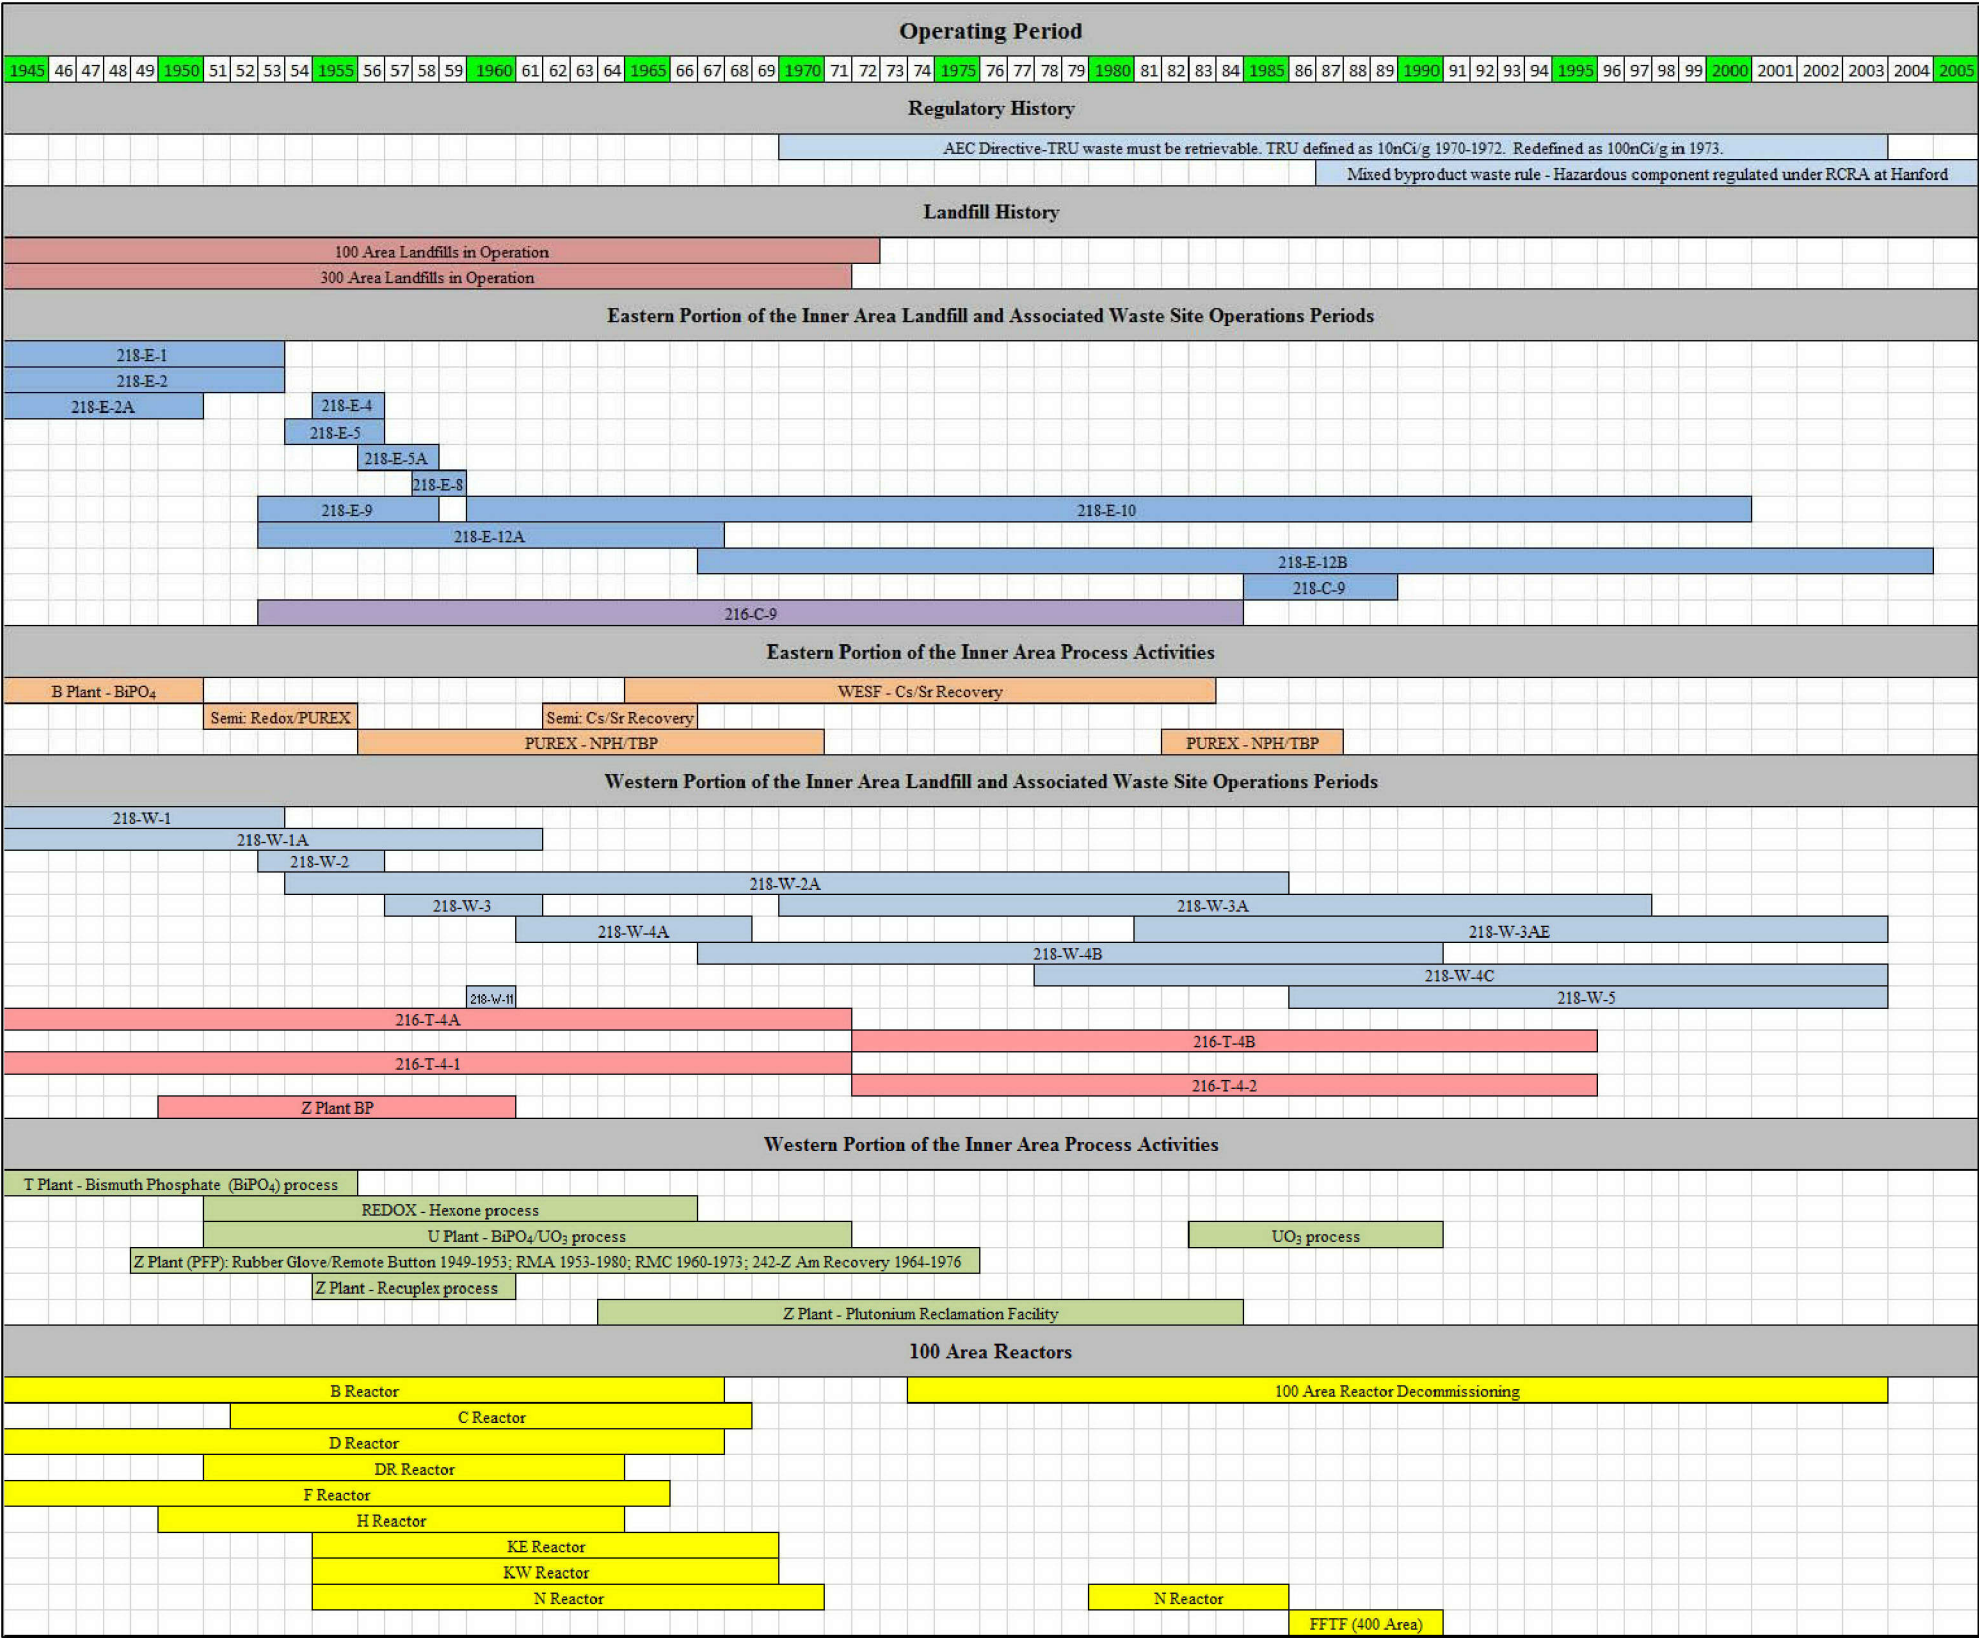 Operating Period
1945 46 47 48 49 1950 51 52 53 54 1955 56 57 58 59 1960 61 62 63 64 1965 66 67 68 69 1970 71 72 73 74 1975 76 77 78 79 1980 81 82 83 84 1985 86 87 88 89 1990 91 92 93 94 1995 96 97 98 99 2000 2001 2002 2003 2004 2005
Regulatory History
AEC Directive-TRU waste must be retrievable. TRU defined as 10nCi/g 1970-1972. Redefined as 100nCi/g in 1973.
Mixed byproduct waste rule - Hazardous component regulated under RCRA at Hanford
Landfill History
100 Area Landfills in Operation
300 Area Landfills in Operation
Eastern Portion of the Inner Area Landfill and Associated Waste Site Operations Periods
218-E-1
218-E-2
218-E-2A 218-E-4
218-E-5
218-E-5A
218-E-8
218-E-9 218-E-10
218-E-12A
218-E-12B
218-C-9
216-C-9
Eastern Portion of the Inner Area Process Activities
B Plant - BiPO₄ WESF - Cs/Sr Recovery
Semi: Redox/PUREX Semi: Cs/Sr Recovery
PUREX - NPH/TBP PUREX - NPH/TBP
Western Portion of the Inner Area Landfill and Associated Waste Site Operations Periods
218-W-1
218-W-1A
218-W-2
218-W-2A
218-W-3 218-W-3A
218-W-4A 218-W-3AE
218-W-4B
218-W-4C
218-W-11 218-W-5
216-T-4A
216-T-4B
216-T-4-1
216-T-4-2
Z Plant BP
Western Portion of the Inner Area Process Activities
T Plant - Bismuth Phosphate (BiPO₄) process
REDOX - Hexone process
U Plant - BiPO₄/UO₃ process UO₃ process
Z Plant (PFP): Rubber Glove/Remote Button 1949-1953; RMA 1953-1980; RMC 1960-1973; 242-Z Am Recovery 1964-1976
Z Plant - Recuplex process
Z Plant - Plutonium Reclamation Facility
100 Area Reactors
B Reactor 100 Area Reactor Decommissioning
C Reactor
D Reactor
DR Reactor
F Reactor
H Reactor
KE Reactor
KW Reactor
N Reactor N Reactor
FFTF (400 Area)